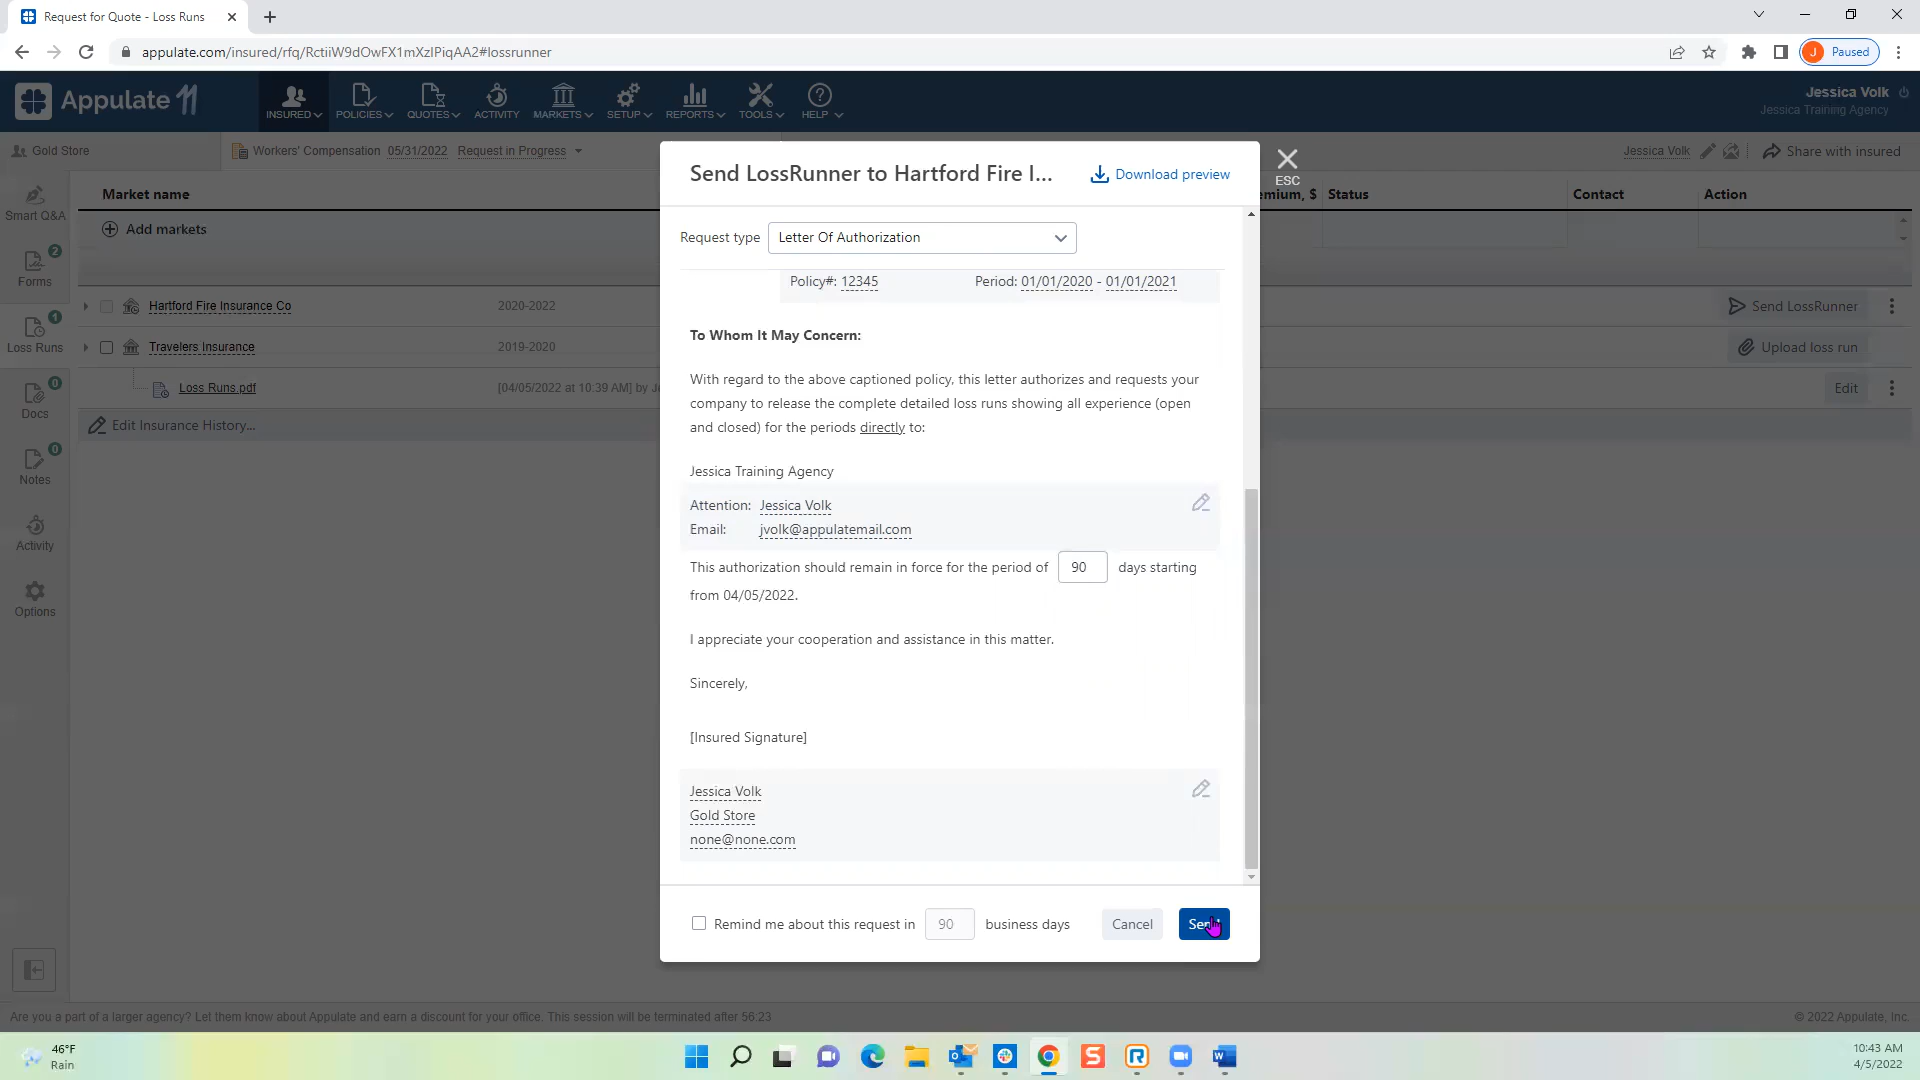 Request for Quote - Loss Runs
appulate.com/insured/rfq/RctiiW9dOwFX1mXzIPiqAA2#lossrunner
J Paused
Appulate 11
INSURED
POLICIES
QUOTES
ACTIVITY
MARKETS
SETUP
REPORTS
TOOLS
HELP
Jessica Volk
Jessica Training Agency
Gold Store
Workers' Compensation 05/31/2022 Request in Progress
Jessica Volk
Share with insured
Smart Q&A
Forms 2
Loss Runs 1
Docs 0
Notes 0
Activity
Options
Market name
emium, $ Status Contact Action
Add markets
Hartford Fire Insurance Co 2020-2022 Send LossRunner
Travelers Insurance 2019-2020 Upload loss run
Loss Runs.pdf [04/05/2022 at 10:39 AM] by Je Edit
Edit Insurance History...
Send LossRunner to Hartford Fire I... Download preview
ESC
Request type Letter Of Authorization
Policy#: 12345 Period: 01/01/2020 - 01/01/2021
To Whom It May Concern:
With regard to the above captioned policy, this letter authorizes and requests your
company to release the complete detailed loss runs showing all experience (open
and closed) for the periods directly to:
Jessica Training Agency
Attention: Jessica Volk
Email: jvolk@appulatemail.com
This authorization should remain in force for the period of 90 days starting
from 04/05/2022.
I appreciate your cooperation and assistance in this matter.
Sincerely,
[Insured Signature]
Jessica Volk
Gold Store
none@none.com
Remind me about this request in 90 business days Cancel Send
Are you a part of a larger agency? Let them know about Appulate and earn a discount for your office. This session will be terminated after 56:23
© 2022 Appulate, Inc.
46°F
Rain
10:43 AM
4/5/2022